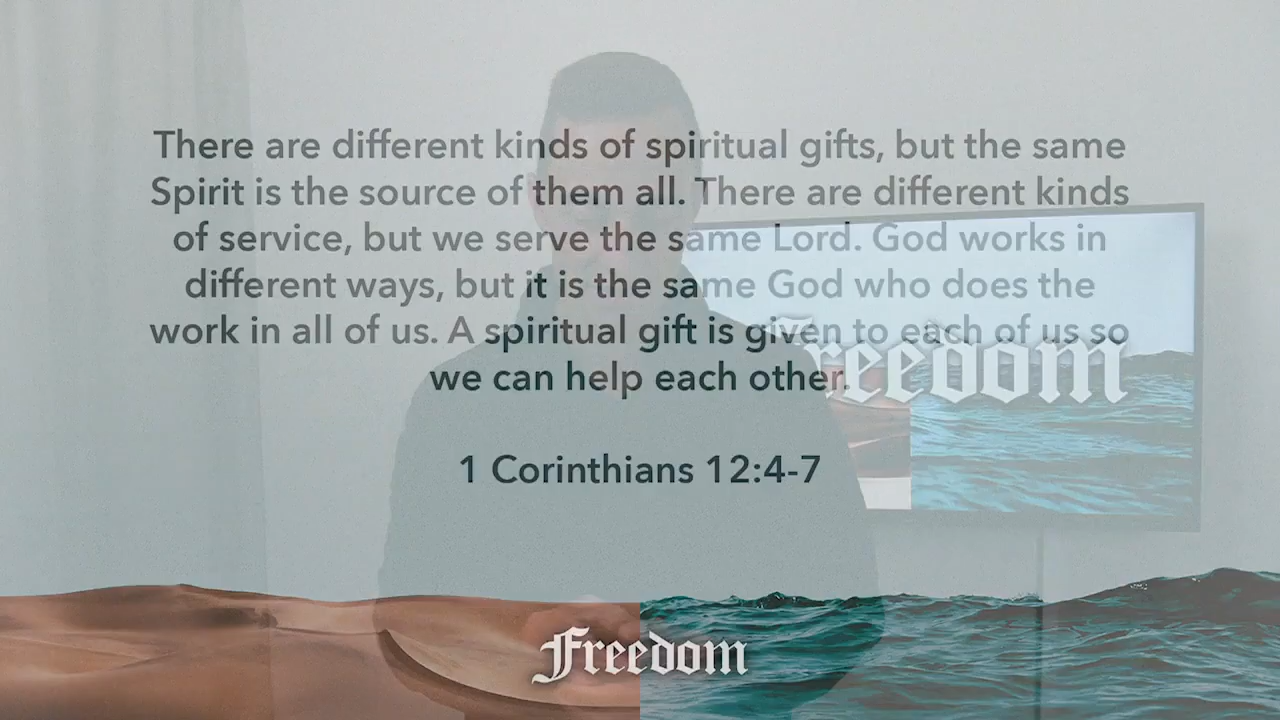 There are different kinds of spiritual gifts, but the same
Spirit is the source of them all. There are different kinds
of service, but we serve the same Lord. God works in
different ways, but it is the same God who does the
work in all of us. A spiritual gift is given to each of us so
we can help each other.
1 Corinthians 12:4-7
Freedom
Freedom